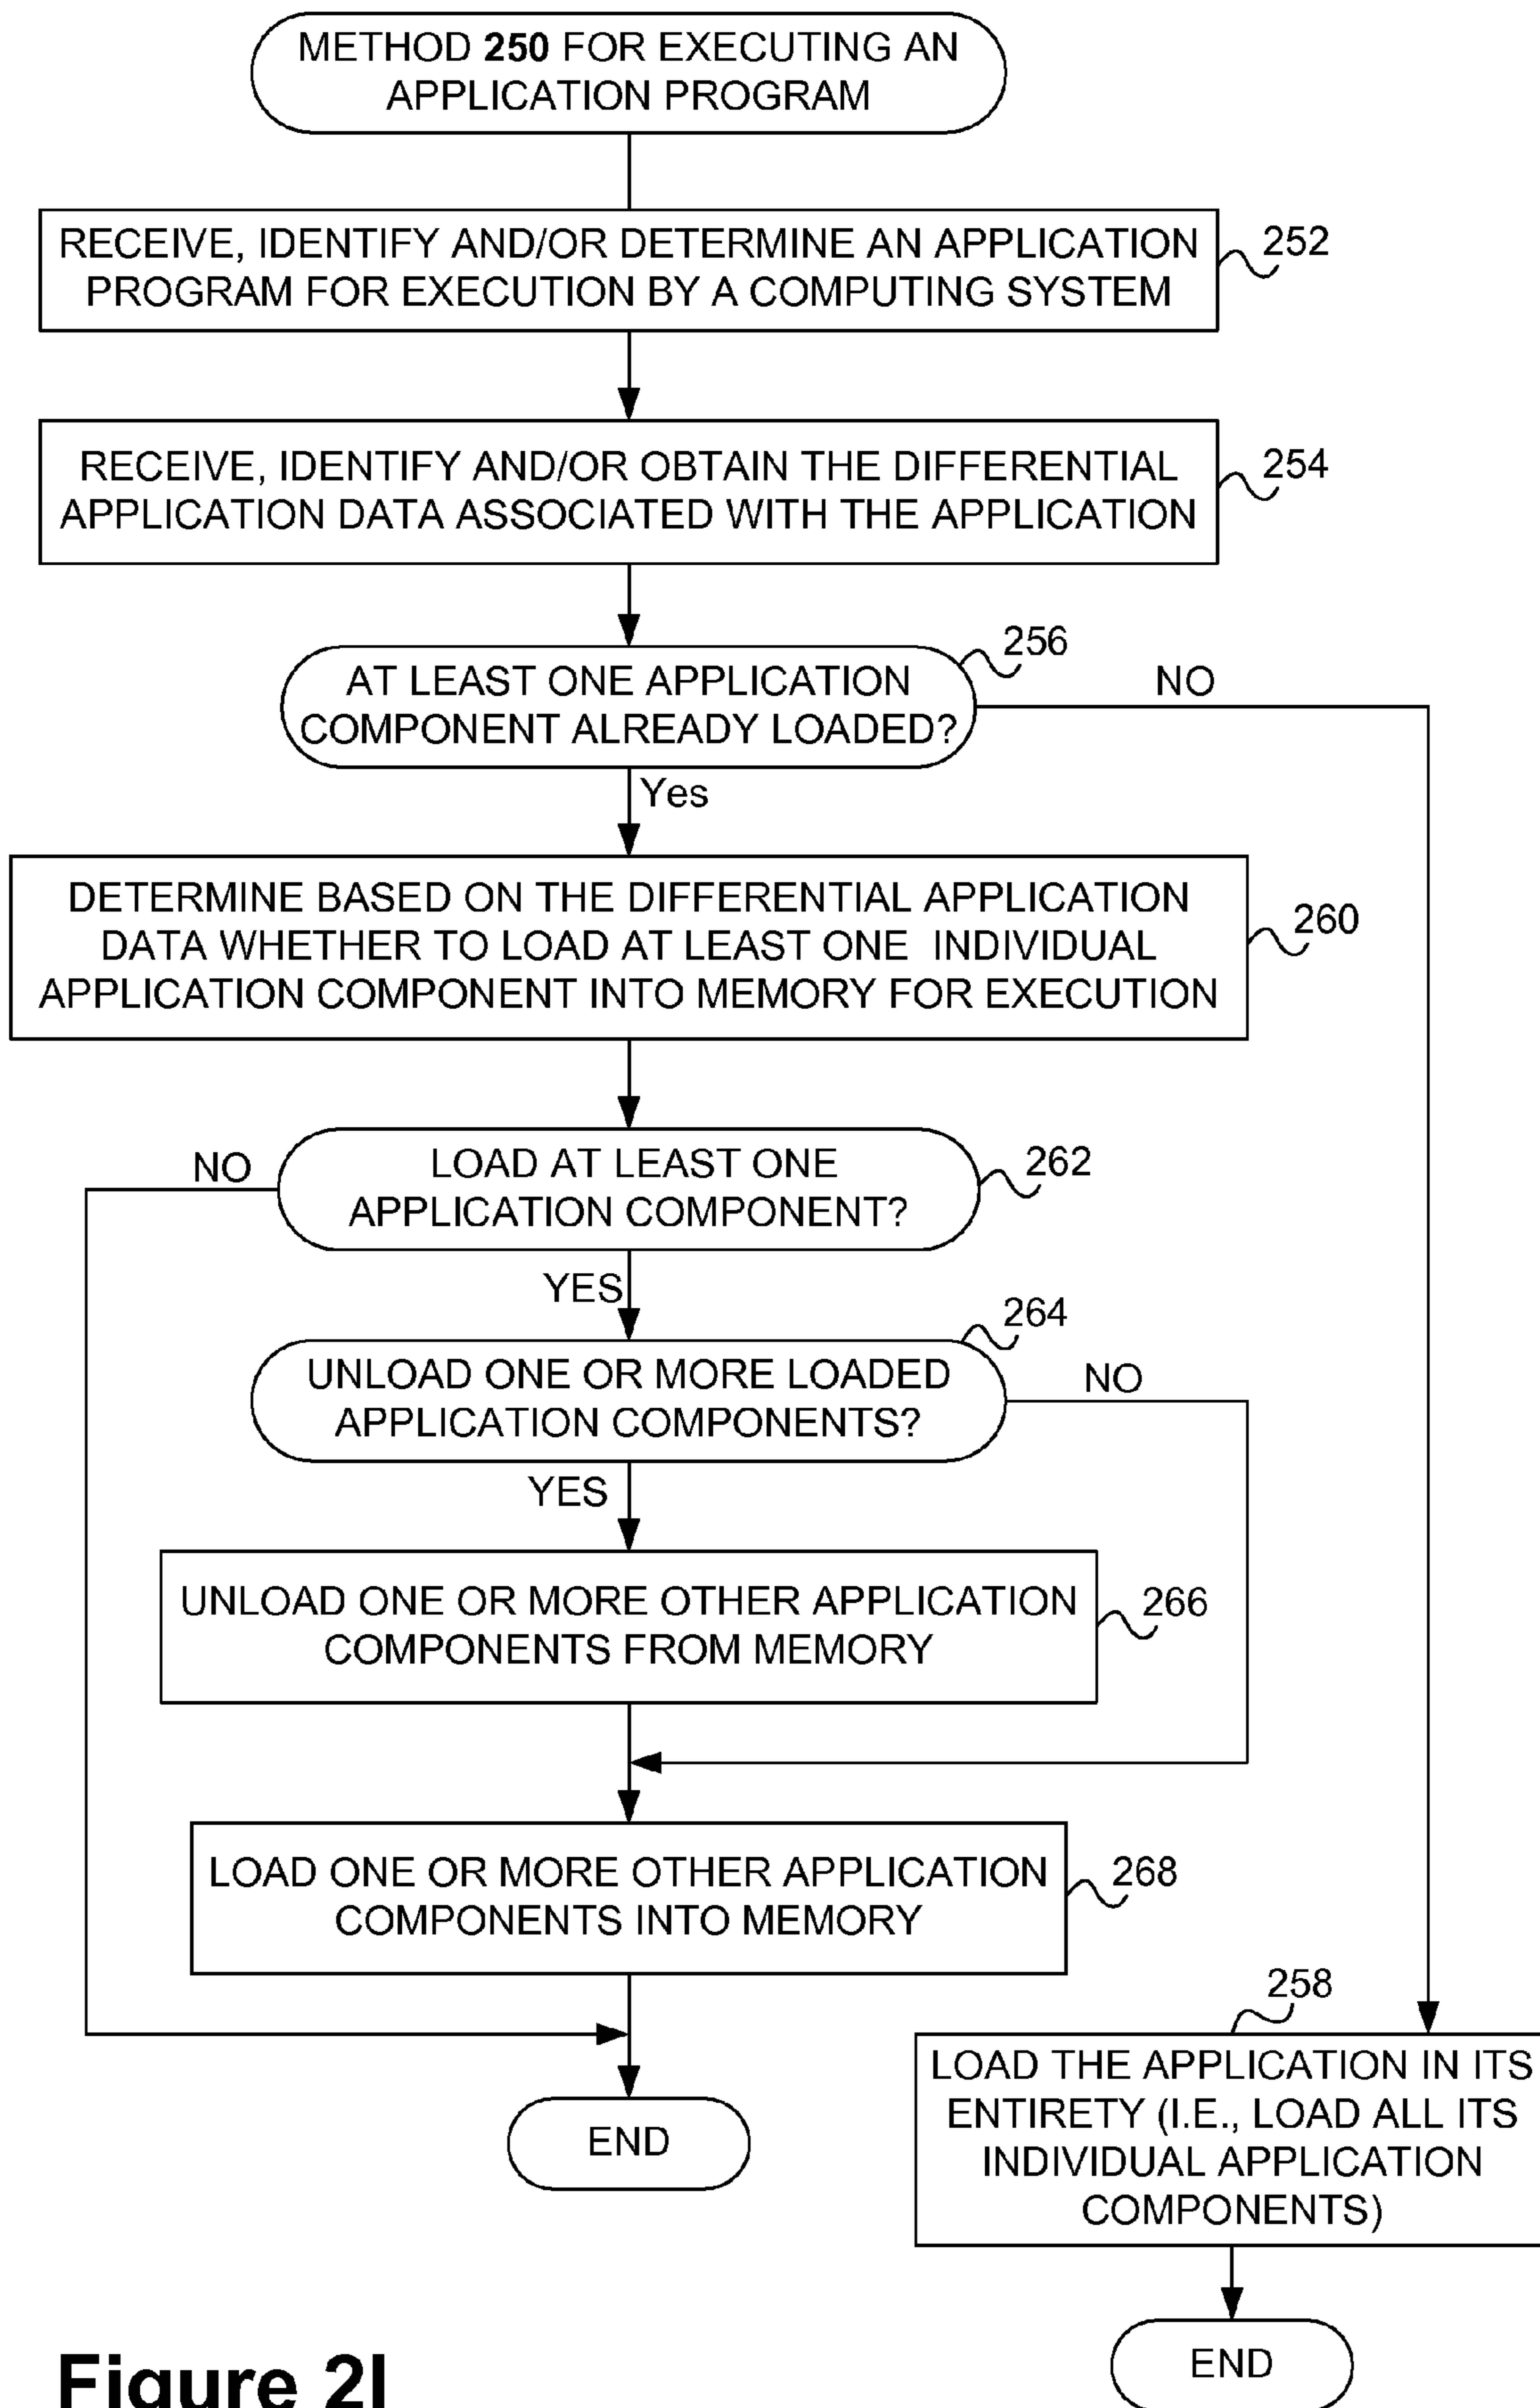 METHOD 250 FOR EXECUTING AN
APPLICATION PROGRAM
RECEIVE, IDENTIFY AND/OR DETERMINE AN APPLICATION
PROGRAM FOR EXECUTION BY A COMPUTING SYSTEM
252
RECEIVE, IDENTIFY AND/OR OBTAIN THE DIFFERENTIAL
APPLICATION DATA ASSOCIATED WITH THE APPLICATION
254
AT LEAST ONE APPLICATION
COMPONENT ALREADY LOADED?
256
NO
Yes
DETERMINE BASED ON THE DIFFERENTIAL APPLICATION
DATA WHETHER TO LOAD AT LEAST ONE INDIVIDUAL
APPLICATION COMPONENT INTO MEMORY FOR EXECUTION
260
NO
LOAD AT LEAST ONE
APPLICATION COMPONENT?
262
YES
264
UNLOAD ONE OR MORE LOADED
APPLICATION COMPONENTS?
NO
YES
UNLOAD ONE OR MORE OTHER APPLICATION
COMPONENTS FROM MEMORY
266
LOAD ONE OR MORE OTHER APPLICATION
COMPONENTS INTO MEMORY
268
END
258
LOAD THE APPLICATION IN ITS
ENTIRETY (I.E., LOAD ALL ITS
INDIVIDUAL APPLICATION
COMPONENTS)
END
Figure 2I